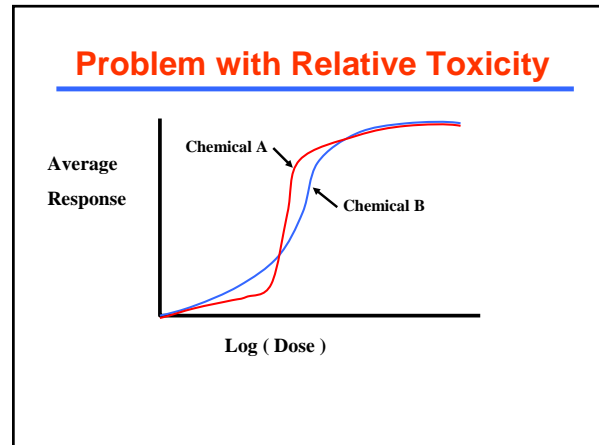 Problem with Relative Toxicity
Chemical A
Average
Response
Chemical B
Log ( Dose )